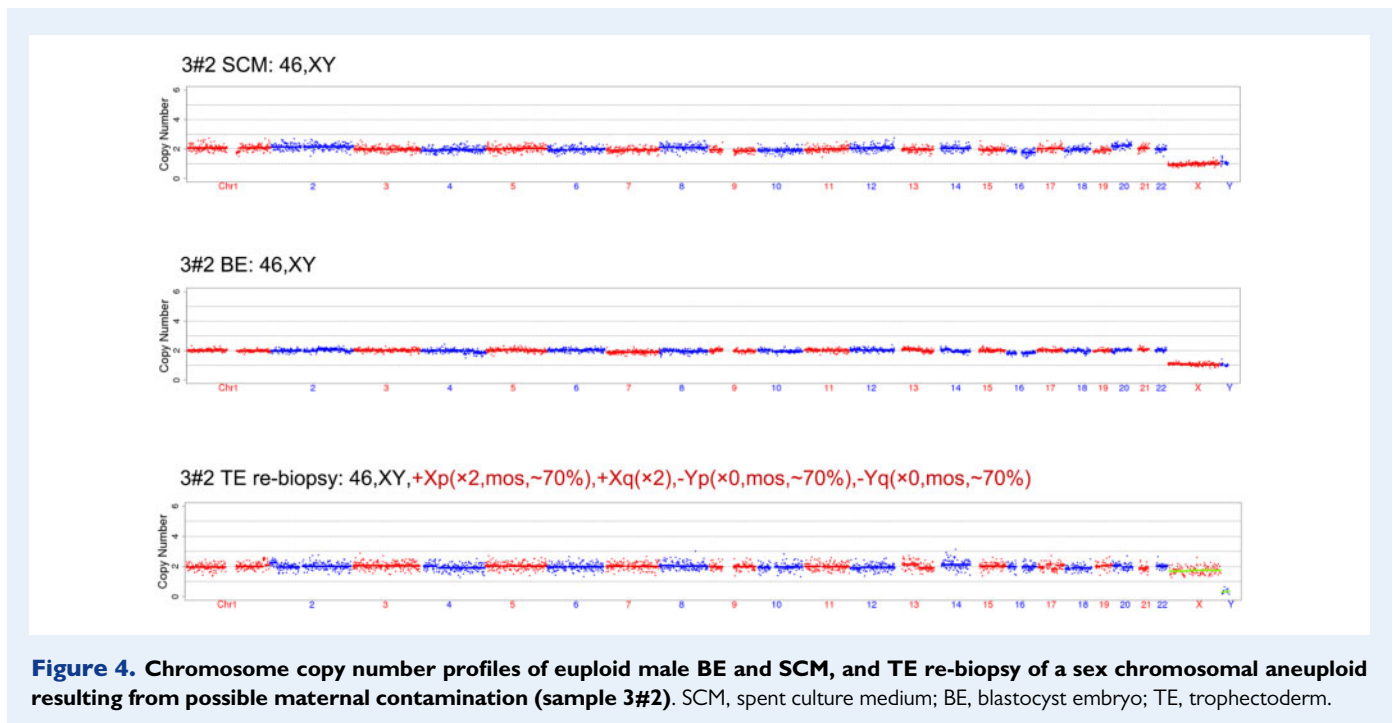 3#2 SCM: 46,XY
Copy Number
6
4
2
0
Chr1 2 3 4 5 6 7 8 9 10 11 12 13 14 15 16 17 18 19 20 21 22 X Y
3#2 BE: 46,XY
Copy Number
6
4
2
0
Chr1 2 3 4 5 6 7 8 9 10 11 12 13 14 15 16 17 18 19 20 21 22 X Y
3#2 TE re-biopsy: 46,XY,+Xp(×2,mos,~70%),+Xq(×2),-Yp(×0,mos,~70%),-Yq(×0,mos,~70%)
Copy Number
6
4
2
0
Chr1 2 3 4 5 6 7 8 9 10 11 12 13 14 15 16 17 18 19 20 21 22 X Y
Figure 4. Chromosome copy number profiles of euploid male BE and SCM, and TE re-biopsy of a sex chromosomal aneuploid
resulting from possible maternal contamination (sample 3#2). SCM, spent culture medium; BE, blastocyst embryo; TE, trophectoderm.